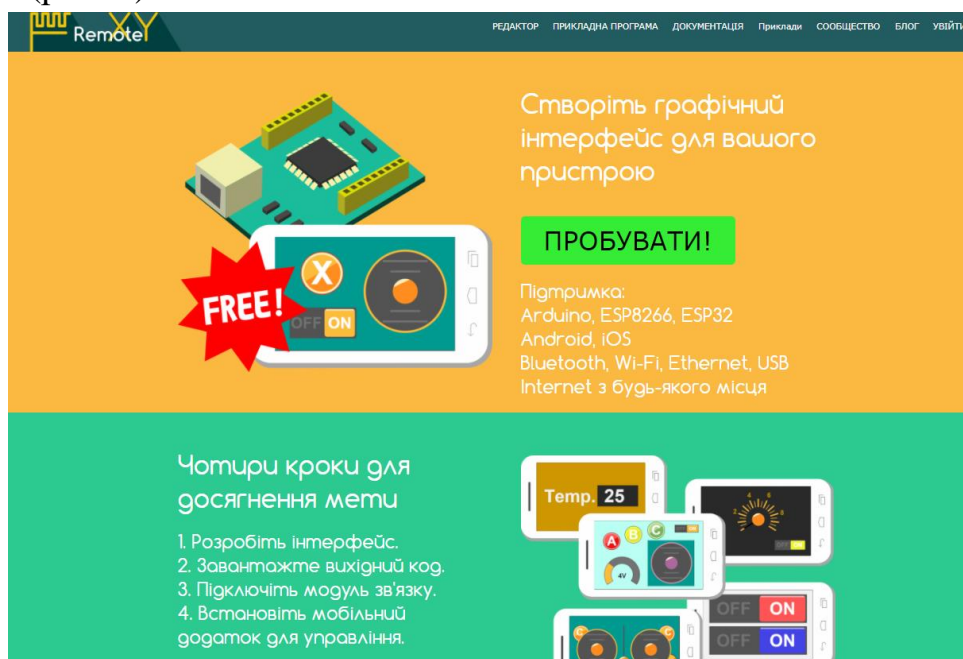 RemoteXY
РЕДАКТОР ПРИКЛАДНА ПРОГРАМА ДОКУМЕНТАЦІЯ Приклади СООБЩЕСТВО БЛОГ УВІЙТИ
Створіть графічний
інтерфейс для вашого
пристрою
ПРОБУВАТИ!
X
FREE!
OFF ON
Підтримка:
Arduino, ESP8266, ESP32
Android, iOS
Bluetooth, Wi-Fi, Ethernet, USB
Internet з будь-якого місця
Чотири кроки для
досягнення мети
1. Розробіть інтерфейс.
2. Завантажте вихідний код.
3. Підключіть модуль зв'язку.
4. Встановіть мобільний
додаток для управління.
Temp. 25
A B C
4V
OFF ON
OFF ON
C C